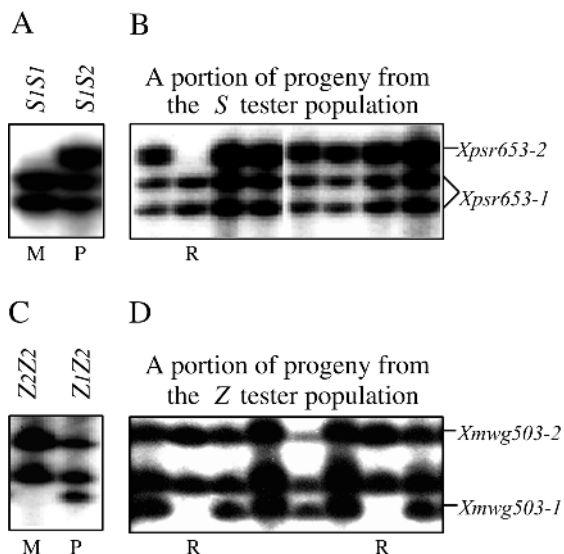 A
B
S1S1
S1S2
A portion of progeny from
the S tester population
Xpsr653-2
Xpsr653-1
M
P
R
C
D
Z2Z2
Z1Z2
A portion of progeny from
the Z tester population
Xmwg503-2
Xmwg503-1
M
P
R
R